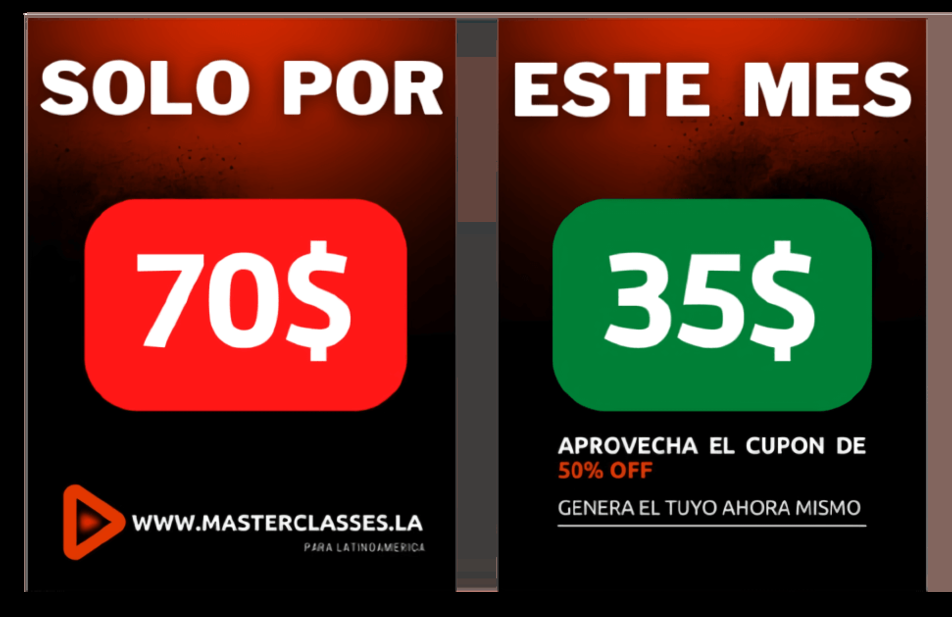 SOLO POR
70$
WWW.MASTERCLASSES.LA
PARA LATINOAMERICA
ESTE MES
35$
APROVECHA EL CUPON DE
50% OFF
GENERA EL TUYO AHORA MISMO